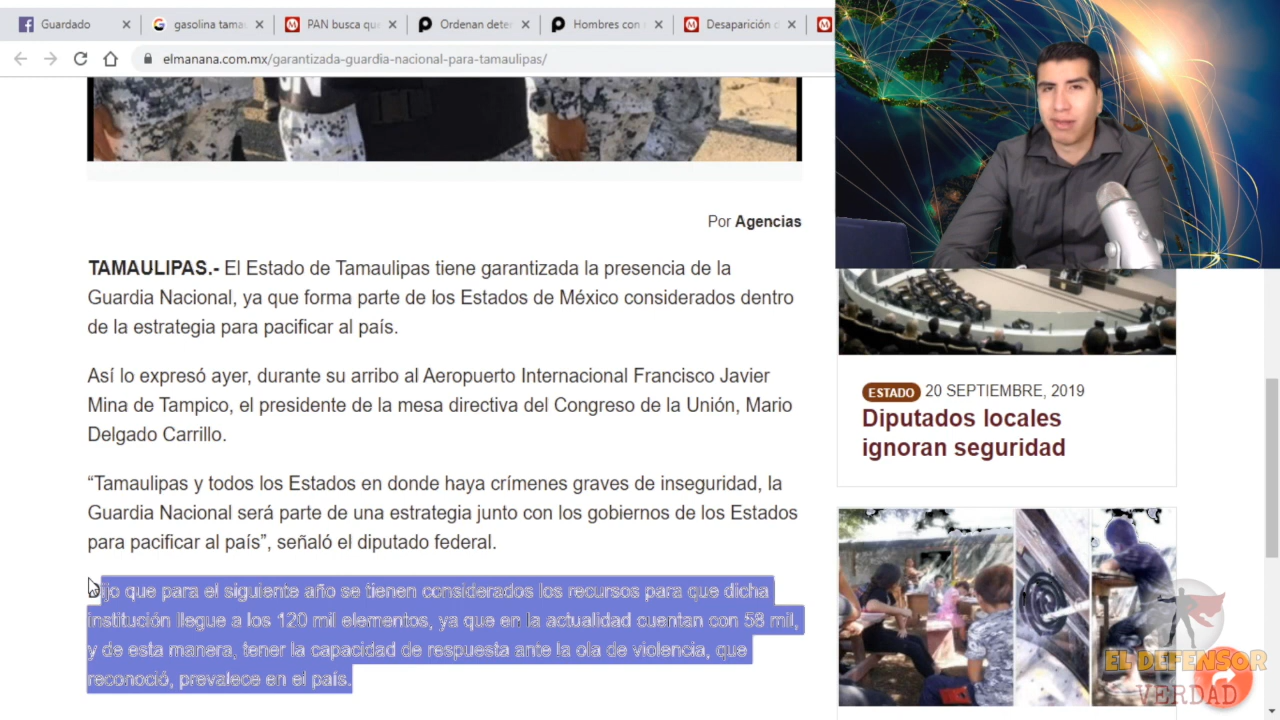 Guardado
gasolina tamau
PAN busca qu
Ordenan dete
Hombres con
Desaparición d
elmanana.com.mx/garantizada-guardia-nacional-para-tamaulipas/
Por Agencias
TAMAULIPAS.- El Estado de Tamaulipas tiene garantizada la presencia de la
Guardia Nacional, ya que forma parte de los Estados de México considerados dentro
de la estrategia para pacificar al país.
Así lo expresó ayer, durante su arribo al Aeropuerto Internacional Francisco Javier
Mina de Tampico, el presidente de la mesa directiva del Congreso de la Unión, Mario
Delgado Carrillo.
“Tamaulipas y todos los Estados en donde haya crímenes graves de inseguridad, la
Guardia Nacional será parte de una estrategia junto con los gobiernos de los Estados
para pacificar al país”, señaló el diputado federal.
Dijo que para el siguiente año se tienen considerados los recursos para que dicha
institución llegue a los 120 mil elementos, ya que en la actualidad cuentan con 58 mil,
y de esta manera, tener la capacidad de respuesta ante la ola de violencia, que
reconoció, prevalece en el país.
ESTADO 20 SEPTIEMBRE, 2019
Diputados locales
ignoran seguridad
EL DEFENSOR
VERDAD